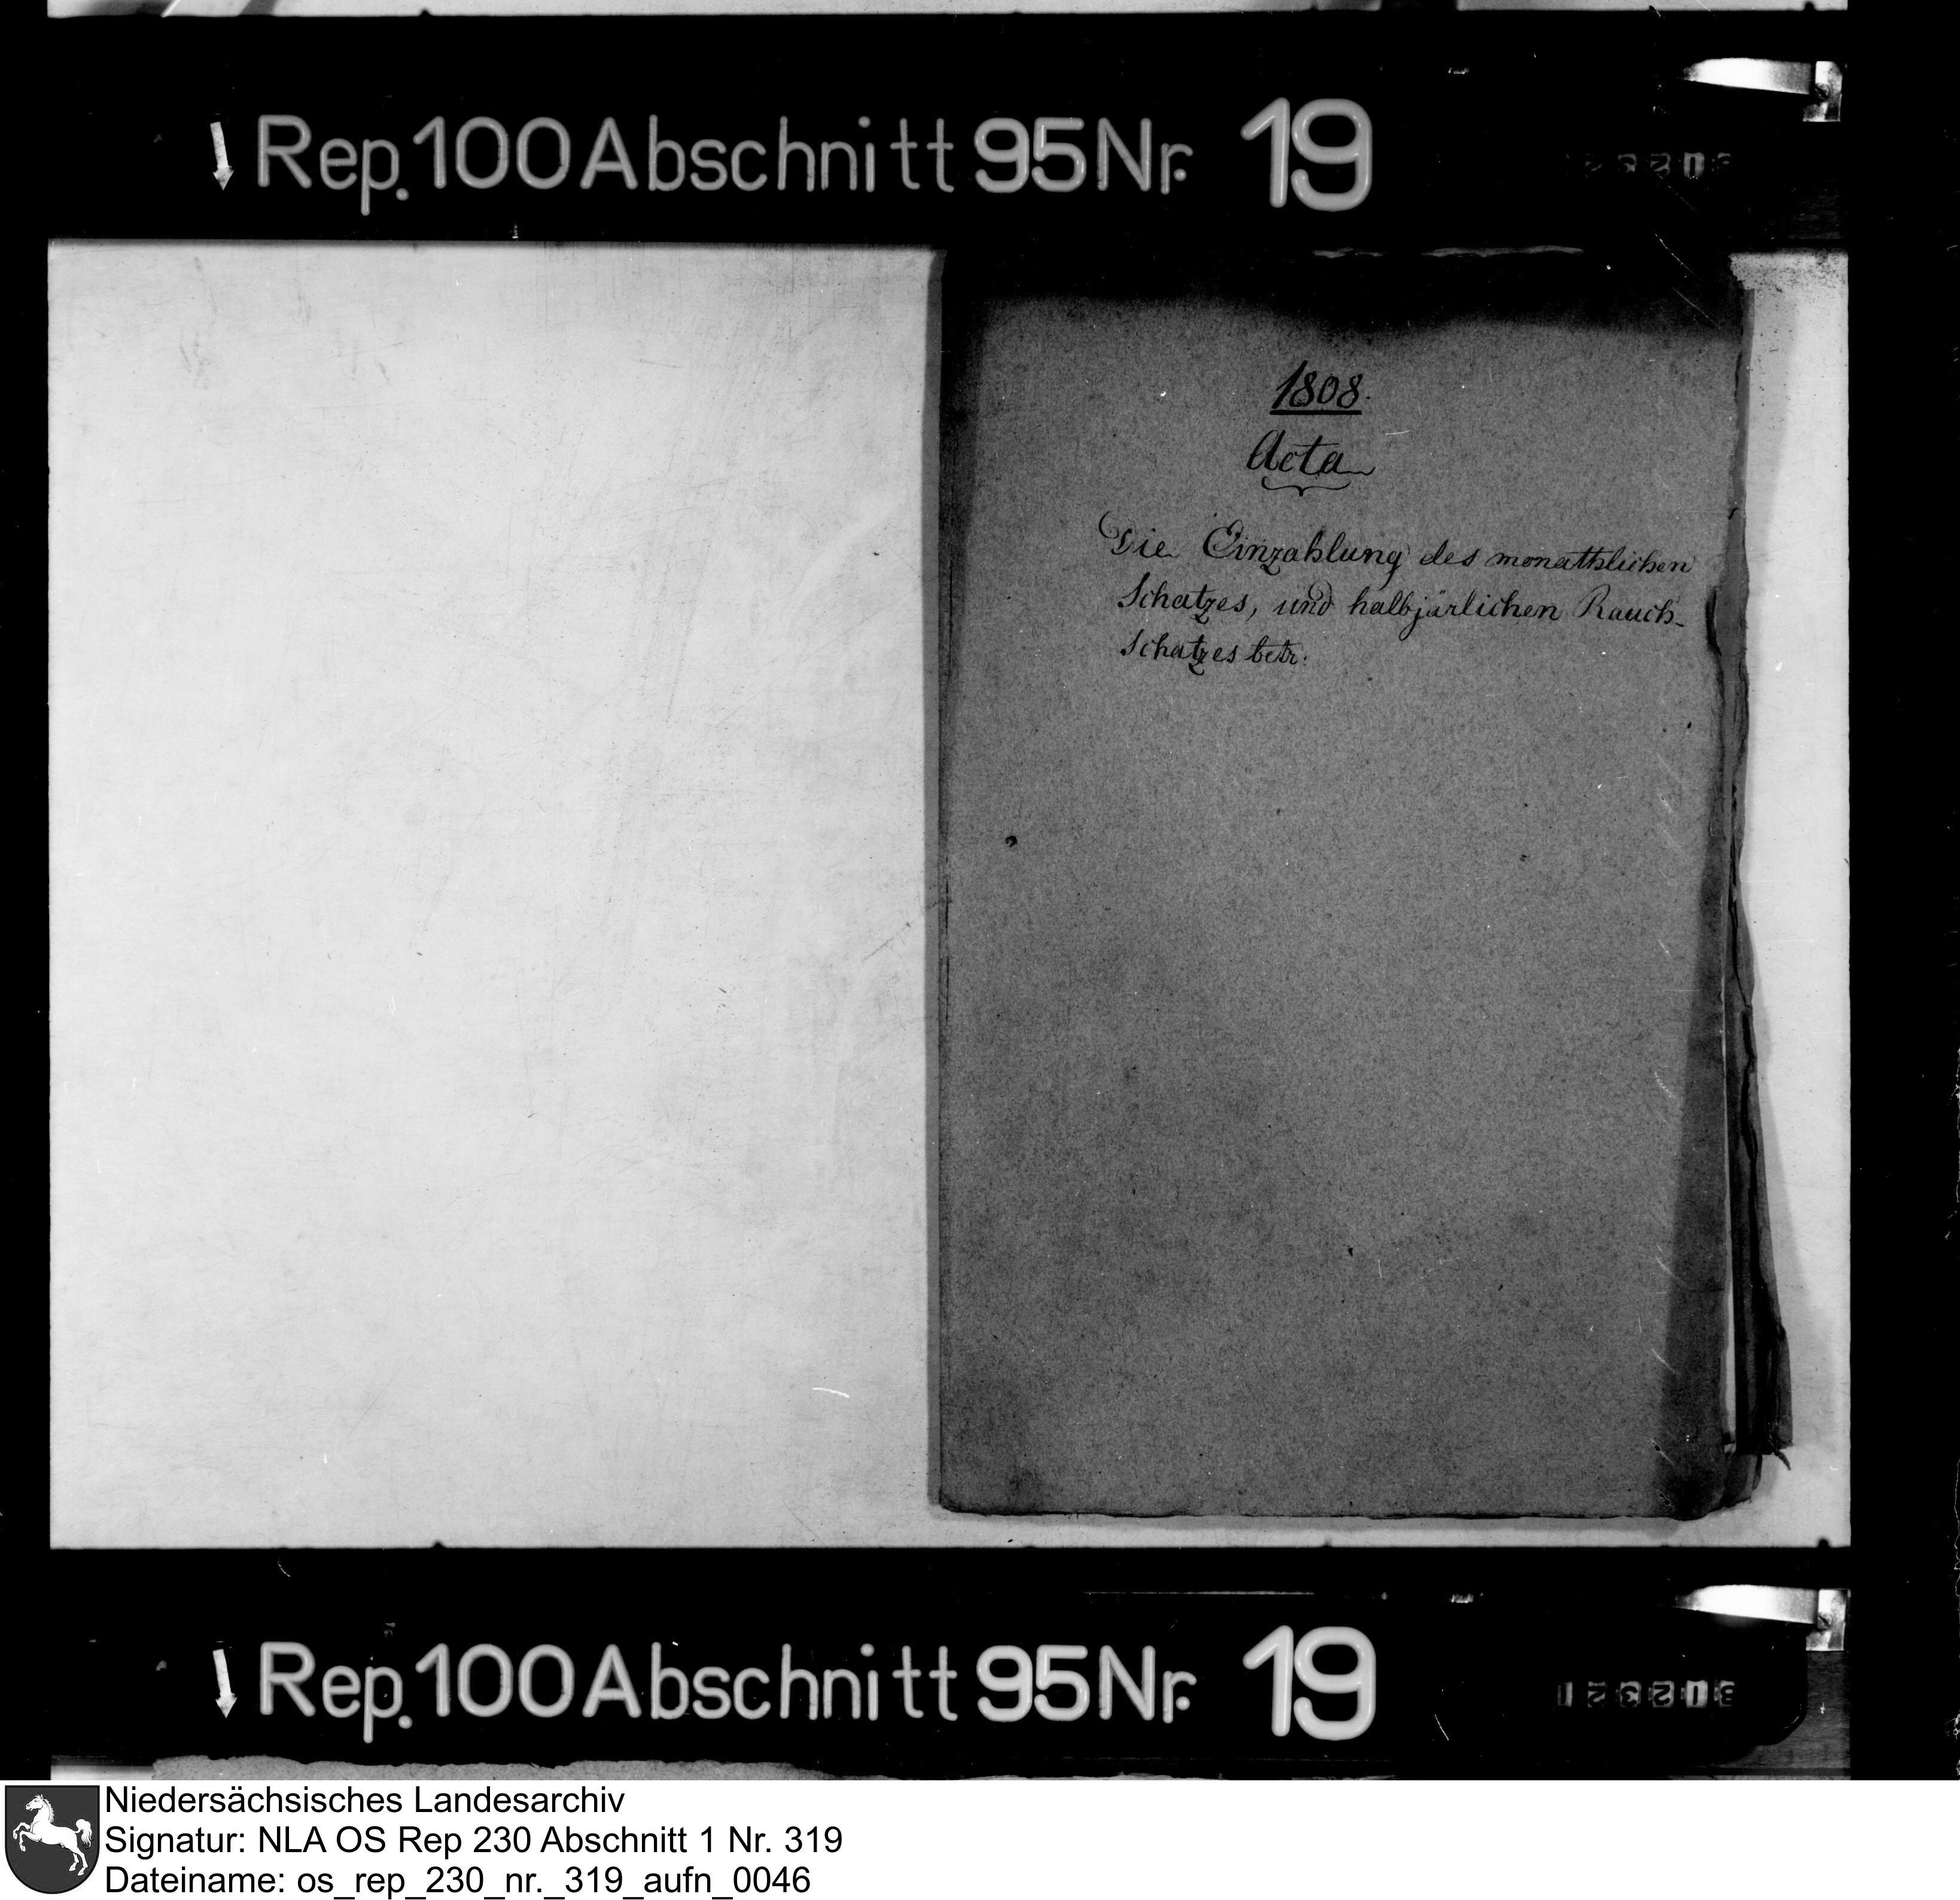 Rep. 100 Abschnitt 95 Nr. 19
1808.
Acta
Die Einzahlung des monathlichen
Schatzes, und halbjärlichen Rauch-
Schatzes betr:
Rep. 100 Abschnitt 95 Nr. 19
Niedersächsisches Landesarchiv
Signatur: NLA OS Rep 230 Abschnitt 1 Nr. 319
Dateiname: os_rep_230_nr._319_aufn_0046